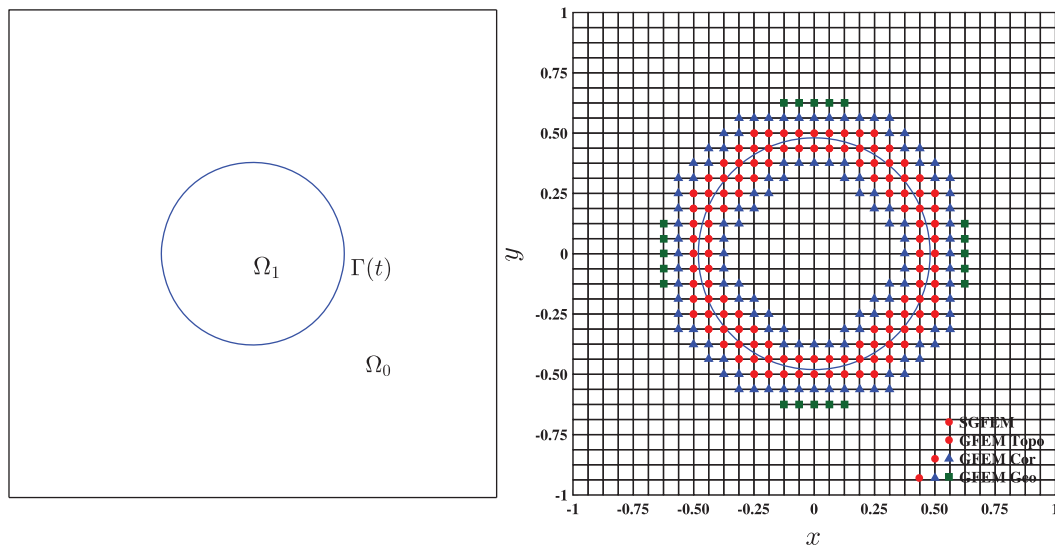 Ω₁
Γ(t)
Ω₀
1
0.75
0.50
0.25
0
-0.25
-0.50
-0.75
-1
y
SGFEM
GFEM Topo
GFEM Cor
GFEM Geo
-1 -0.75 -0.50 -0.25 0 0.25 0.50 0.75 1
x